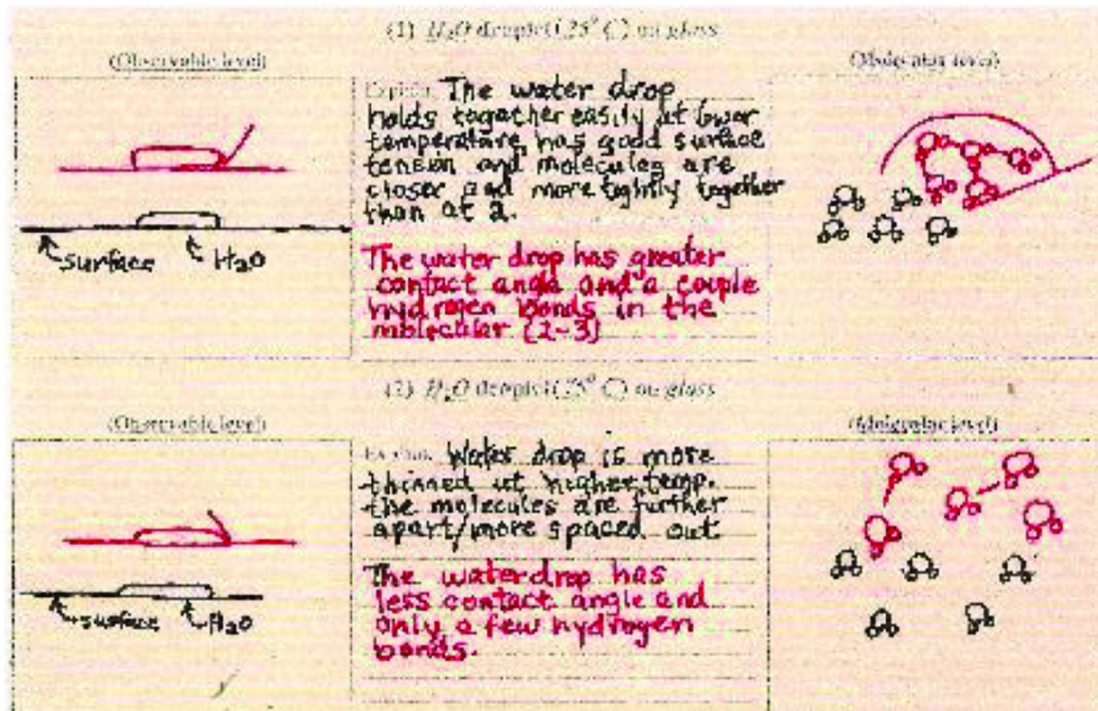 (1) H₂O droplet (25° C) on glass
(Observable level)
(Molecular level)
Explain: The water drop
holds together easily at lower
temperature, has good surface
tension and molecules are
closer and more tightly together
than at 2.
surface
H₂O
The water drop has greater
contact angle and a couple
hydrogen bonds in the
molecular (2-3)
(2) H₂O droplet (75° C) on glass
(Observable level)
(Molecular level)
Explain: Water drop is more
thinned at higher temp.
the molecules are further
apart/more spaced out
surface
H₂O
The waterdrop has
less contact angle and
only a few hydrogen
bonds.